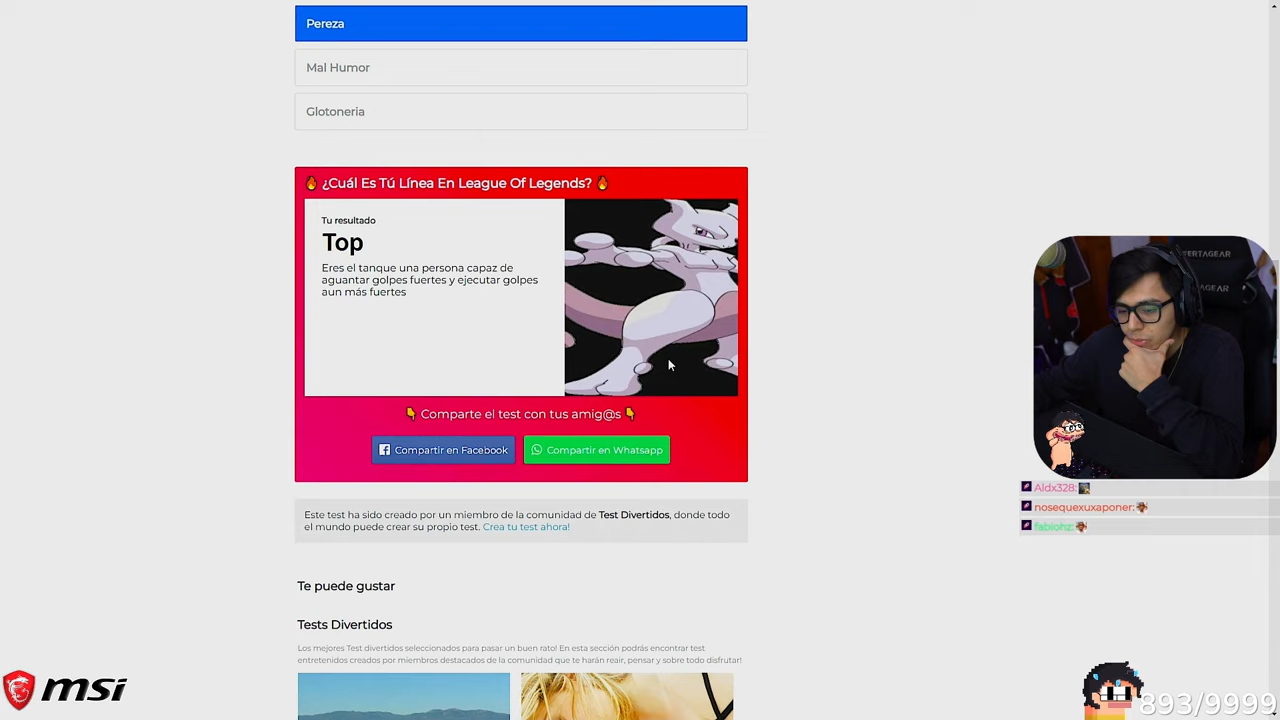 Pereza
Mal Humor
Glotoneria
🔥 ¿Cuál Es Tú Línea En League Of Legends? 🔥
Tu resultado
Top
Eres el tanque una persona capaz de
aguantar golpes fuertes y ejecutar golpes
aun más fuertes
👇 Comparte el test con tus amig@s 👇
Compartir en Facebook
Compartir en Whatsapp
Este test ha sido creado por un miembro de la comunidad de Test Divertidos, donde todo
el mundo puede crear su propio test. Crea tu test ahora!
Te puede gustar
Tests Divertidos
Los mejores Test divertidos seleccionados para pasar un buen rato! En esta sección podrás encontrar test
entretenidos creados por miembros destacados de la comunidad que te harán reair, pensar y sobre todo disfrutar!
ERTAGEAR
GEAR
Aldx328:
nosequexuxaponer:
fabiohz:
msi
893/9999